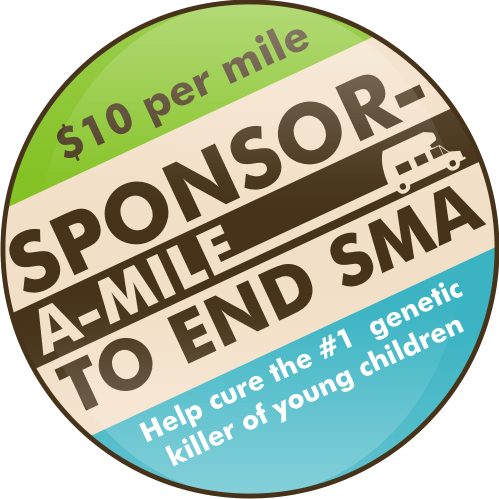 $10 per mile
SPONSOR-
A-MILE
TO END SMA
Help cure the #1 genetic
killer of young children